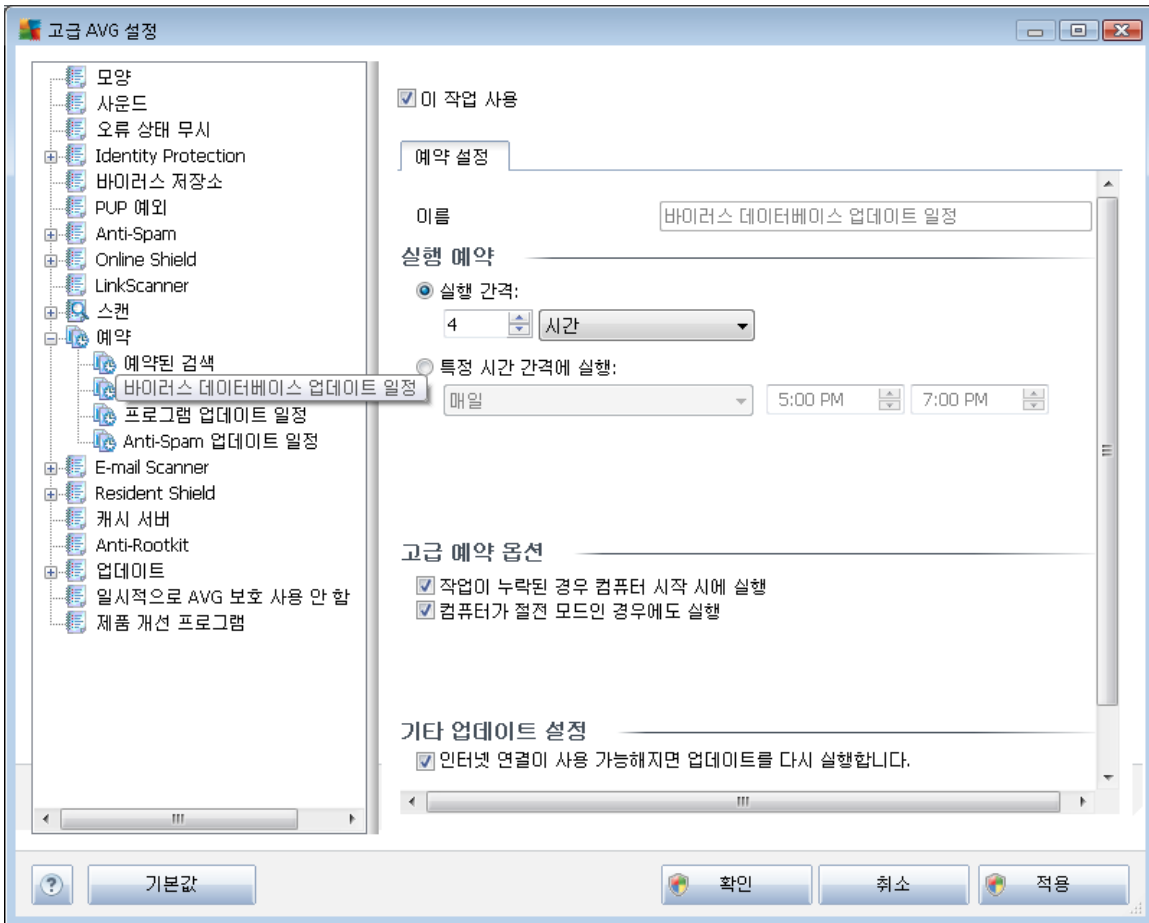 고급 AVG 설정
모양
사운드
오류 상태 무시
Identity Protection
바이러스 저장소
PUP 예외
Anti-Spam
Online Shield
LinkScanner
스캔
예약
예약된 검색
바이러스 데이터베이스 업데이트 일정
프로그램 업데이트 일정
Anti-Spam 업데이트 일정
E-mail Scanner
Resident Shield
캐시 서버
Anti-Rootkit
업데이트
일시적으로 AVG 보호 사용 안 함
제품 개선 프로그램
이 작업 사용
예약 설정
이름 바이러스 데이터베이스 업데이트 일정
실행 예약
실행 간격:
4 시간
특정 시간 간격에 실행:
매일 5:00 PM 7:00 PM
고급 예약 옵션
작업이 누락된 경우 컴퓨터 시작 시에 실행
컴퓨터가 절전 모드인 경우에도 실행
기타 업데이트 설정
인터넷 연결이 사용 가능해지면 업데이트를 다시 실행합니다.
? 기본값 확인 취소 적용